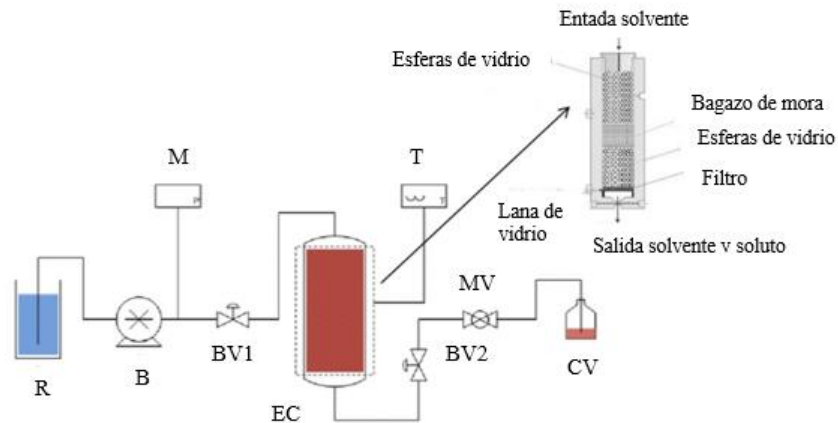 Entada solvente
Esferas de vidrio
Bagazo de mora
Esferas de vidrio
Filtro
Lana de
vidrio
Salida solvente v soluto
M
P
T
T
R
B
BV1
EC
MV
BV2
CV